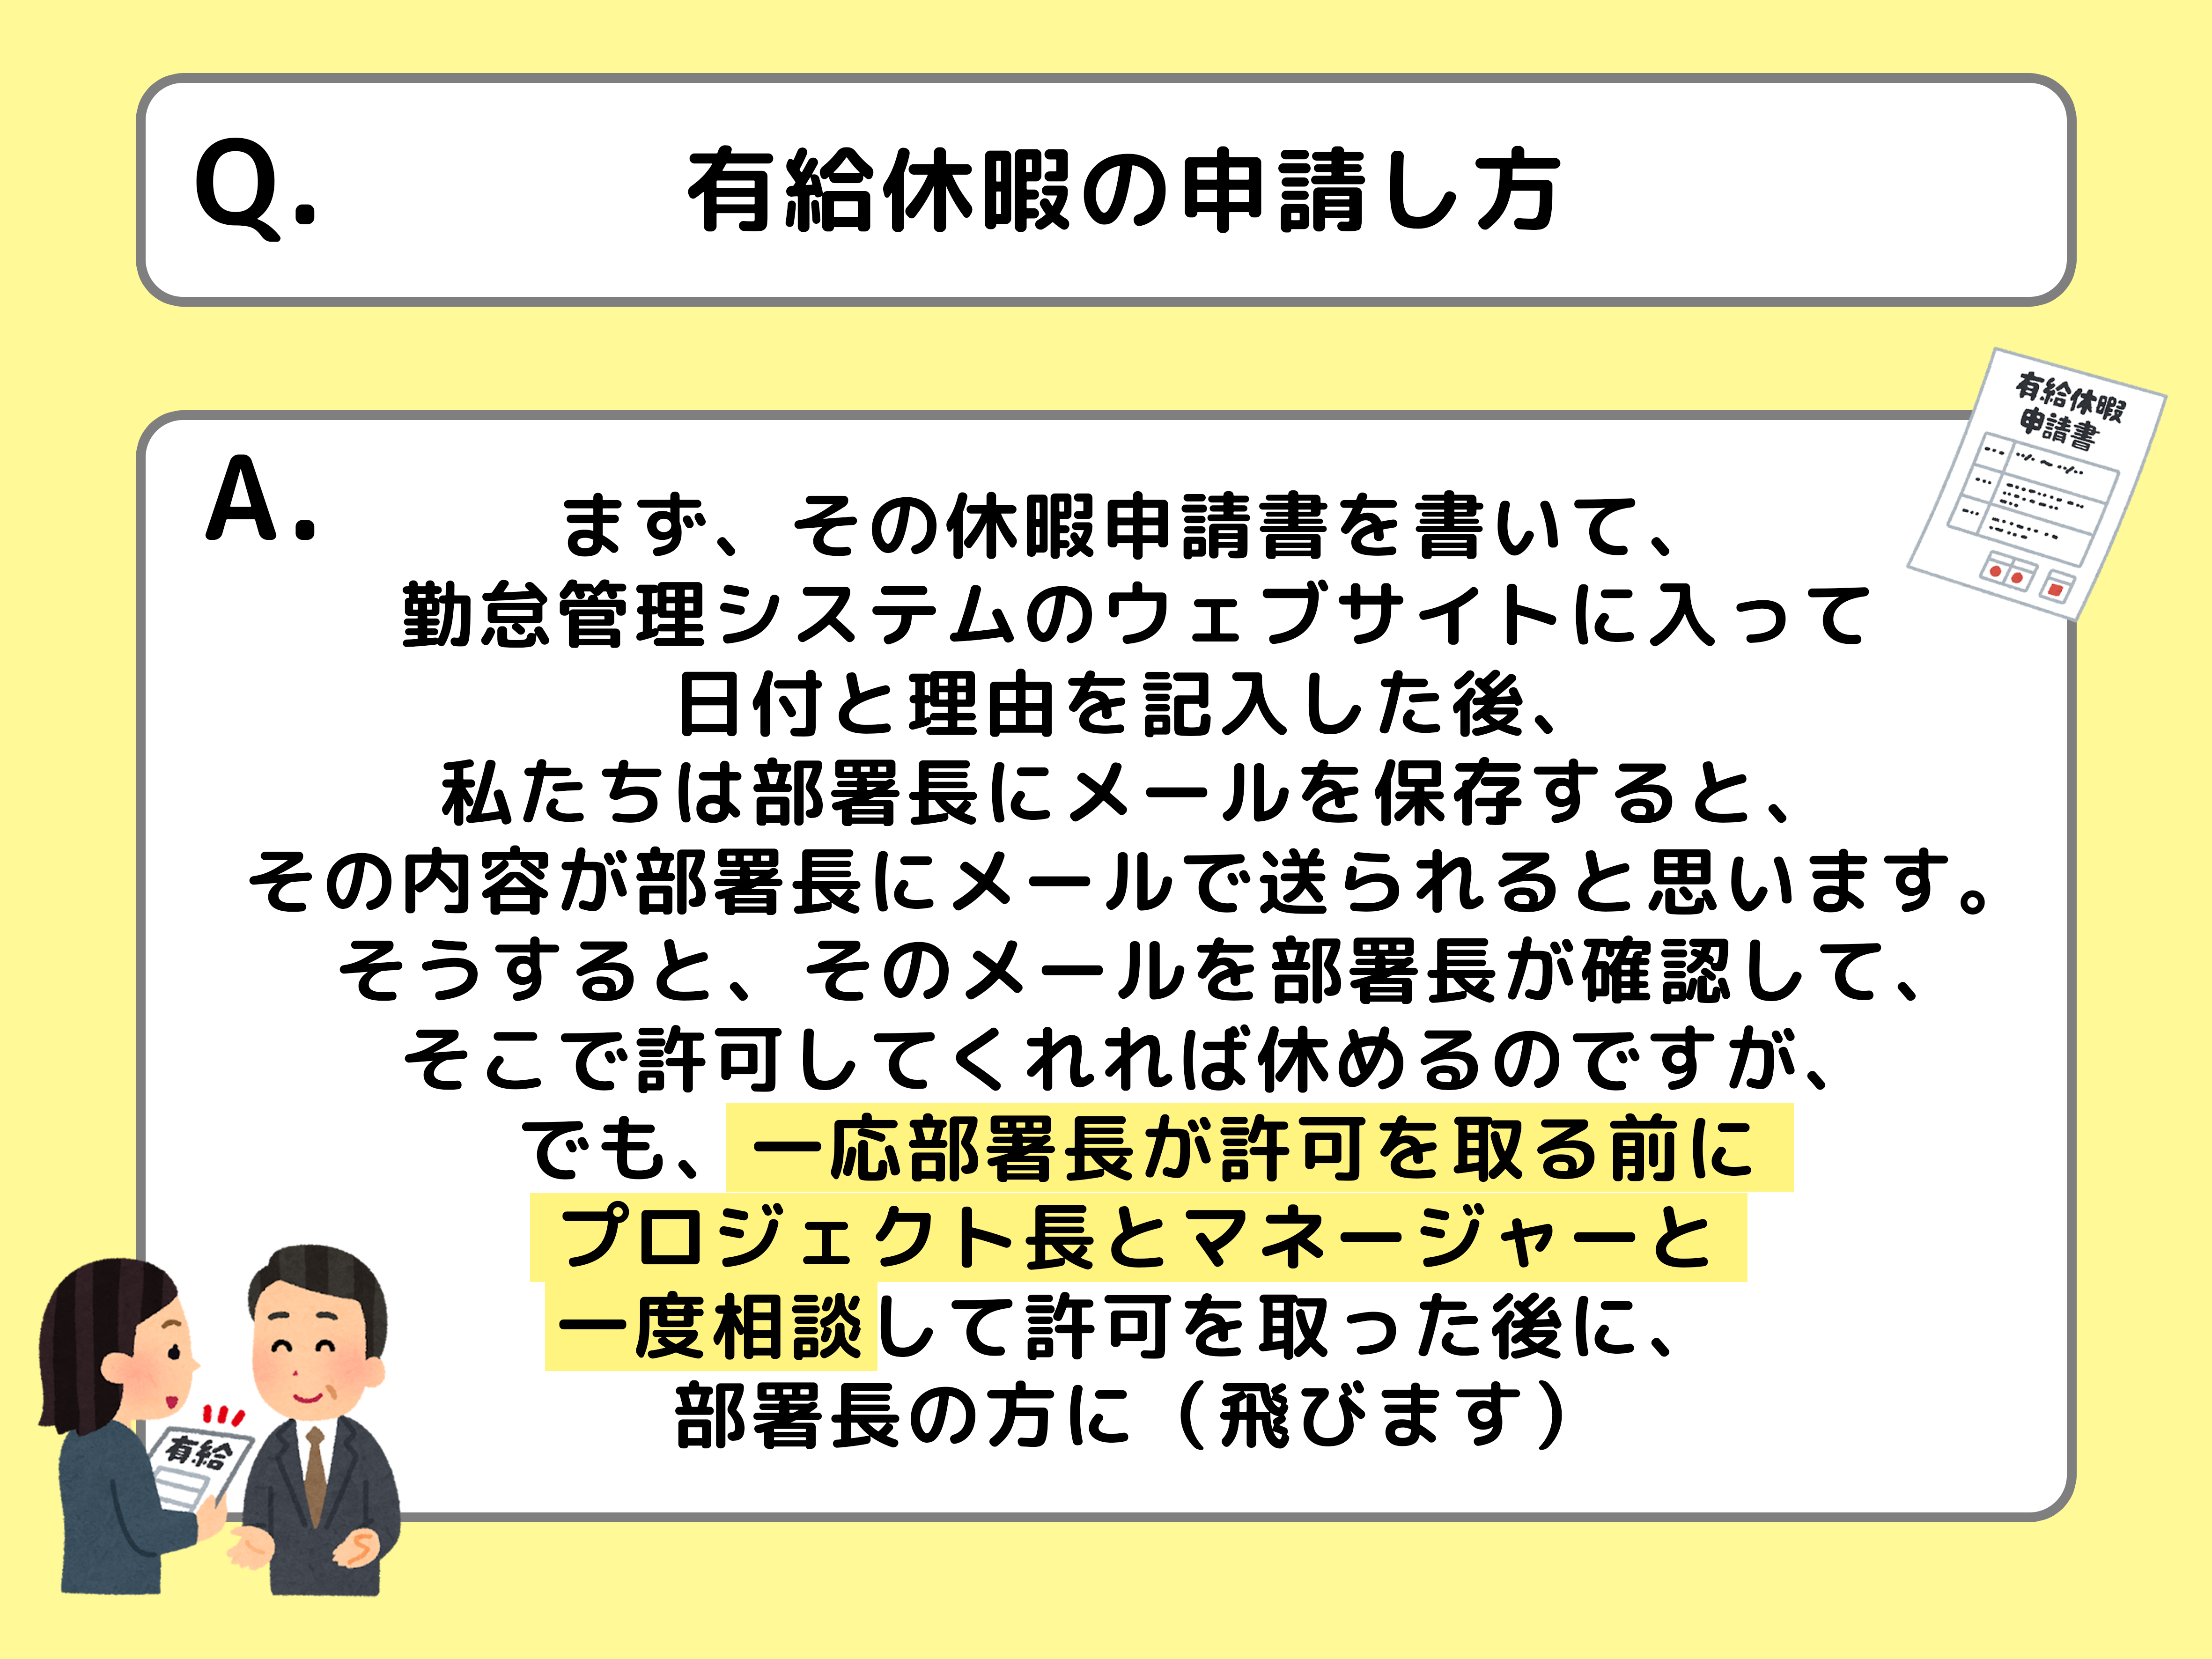 Q. 有給休暇の申請し方
有給休暇
申請書
A. まず、その休暇申請書を書いて、
勤怠管理システムのウェブサイトに入って
日付と理由を記入した後、
私たちは部署長にメールを保存すると、
その内容が部署長にメールで送られると思います。
そうすると、そのメールを部署長が確認して、
そこで許可してくれれば休めるのですが、
でも、一応部署長が許可を取る前に
プロジェクト長とマネージャーと
一度相談して許可を取った後に、
部署長の方に（飛びます）
有給